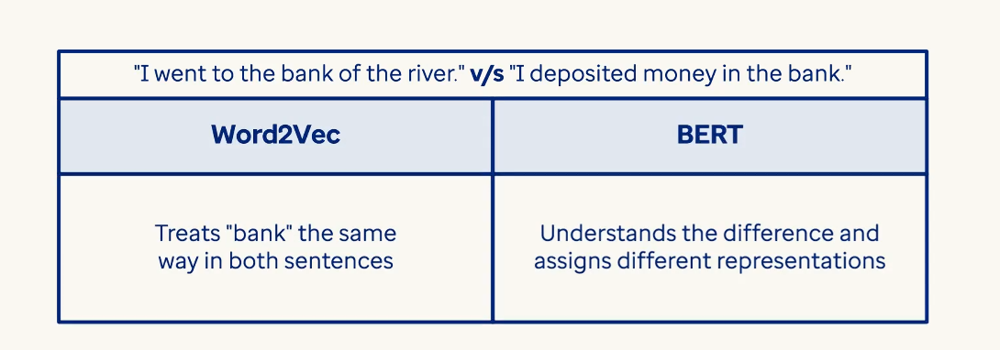 "I went to the bank of the river." v/s "I deposited money in the bank."
Word2Vec
BERT
Treats "bank" the same
way in both sentences
Understands the difference and
assigns different representations